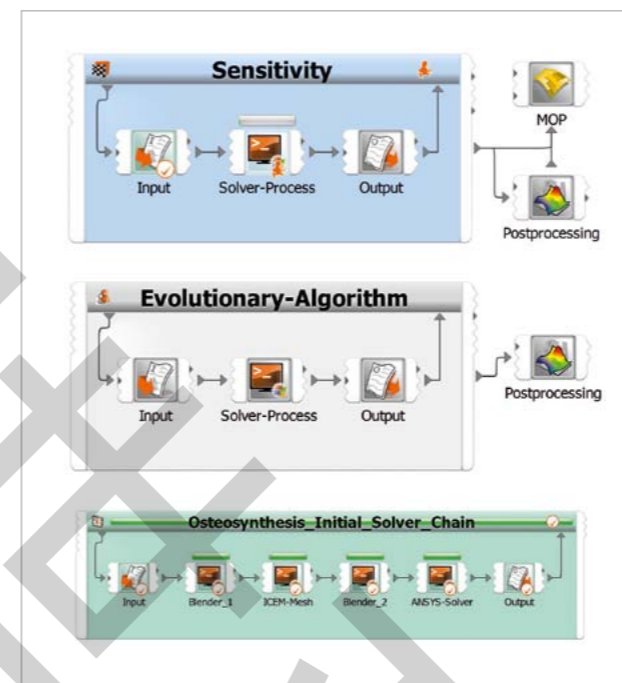 Sensitivity
MOP
Input Solver-Process Output
Postprocessing
Evolutionary-Algorithm
Input Solver-Process Output
Postprocessing
Osteosynthesis_Initial_Solver_Chain
Input Blender_1 ICEM-Mesh Blender_2 ANSYS-Solver Output